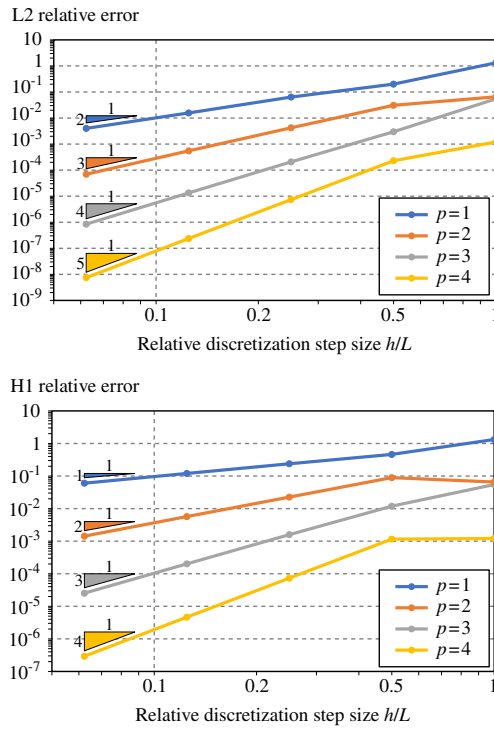 L2 relative error
10
1
10^-1
10^-2
10^-3
10^-4
10^-5
10^-6
10^-7
10^-8
10^-9
1
2
1
3
1
4
1
5
p=1
p=2
p=3
p=4
0.1 0.2 0.5 1
Relative discretization step size h/L
H1 relative error
10
1
10^-1
10^-2
10^-3
10^-4
10^-5
10^-6
10^-7
1
1
1
2
1
3
1
4
p=1
p=2
p=3
p=4
0.1 0.2 0.5 1
Relative discretization step size h/L